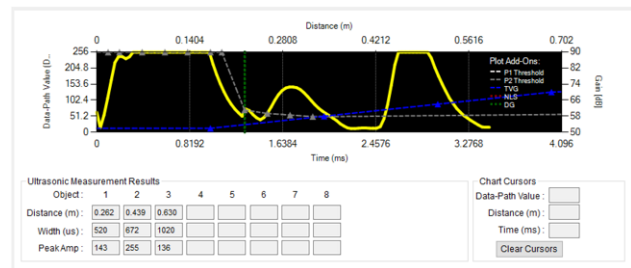 Distance (m)
0 0.1404 0.2808 0.4212 0.5616 0.702
256 90
204.8 82
153.6 74
102.4 66
51.2 58
0 50
Data-Path Value (D...
Gain [dB]
Plot Add-Ons:
P1 Threshold
P2 Threshold
TVG
NLS
DG
0 0.8192 1.6384 2.4576 3.2768 4.096
Time (ms)
Ultrasonic Measurement Results
Object: 1 2 3 4 5 6 7 8
Distance (m): 0.262 0.439 0.630
Width (us): 520 672 1020
Peak Amp: 143 255 136
Chart Cursors
Data-Path Value:
Distance (m):
Time (ms):
Clear Cursors